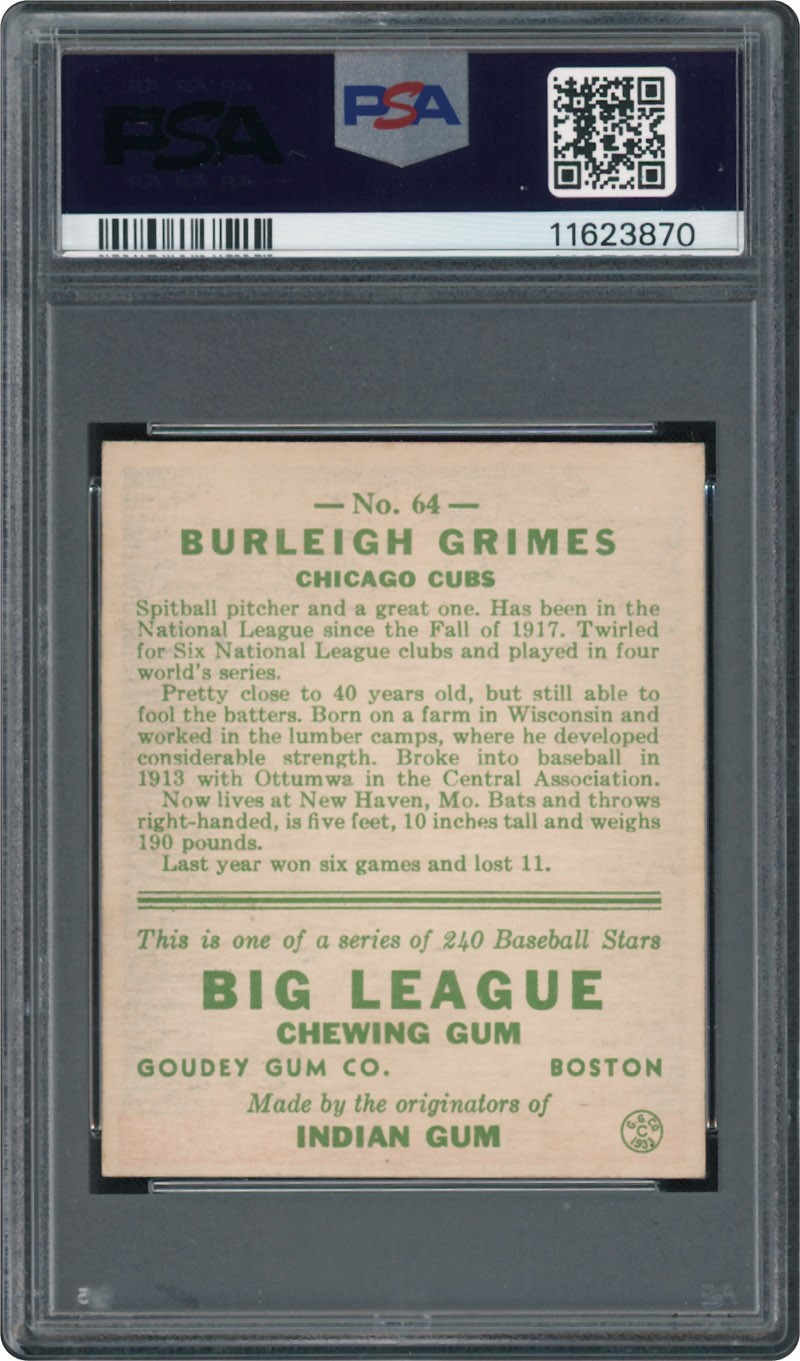 PSA
PSA
11623870
— No. 64 —
BURLEIGH GRIMES
CHICAGO CUBS
Spitball pitcher and a great one. Has been in the
National League since the Fall of 1917. Twirled
for Six National League clubs and played in four
world's series.
Pretty close to 40 years old, but still able to
fool the batters. Born on a farm in Wisconsin and
worked in the lumber camps, where he developed
considerable strength. Broke into baseball in
1913 with Ottumwa in the Central Association.
Now lives at New Haven, Mo. Bats and throws
right-handed, is five feet, 10 inches tall and weighs
190 pounds.
Last year won six games and lost 11.
This is one of a series of 240 Baseball Stars
BIG LEAGUE
CHEWING GUM
GOUDEY GUM CO. BOSTON
Made by the originators of
INDIAN GUM
G. G. CO.
C
1933